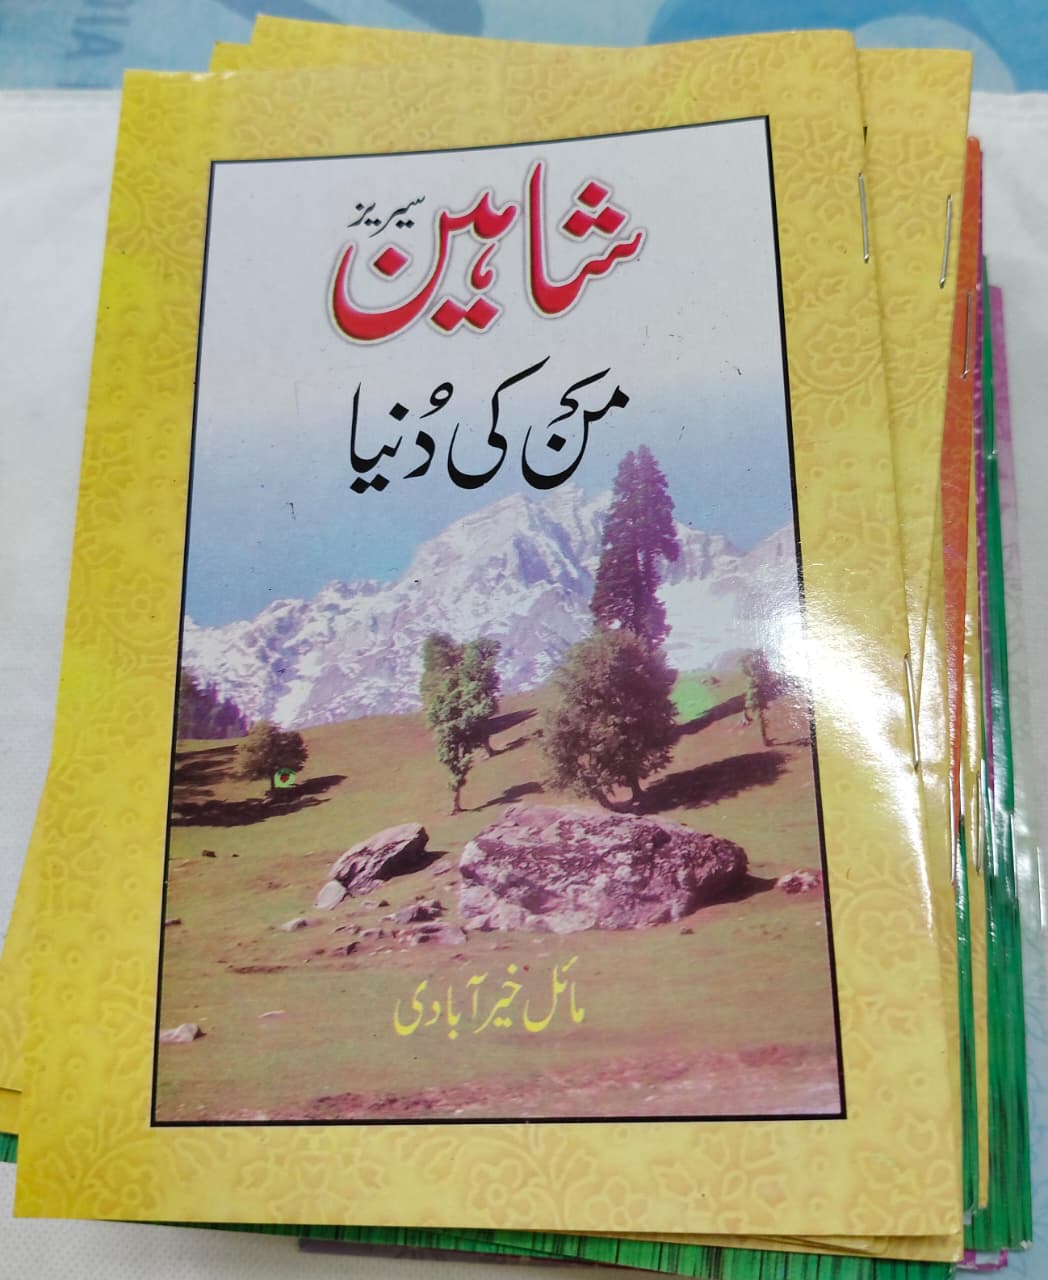 شاہین سیریز
من کی دُنیا
مائل خیرآبادی